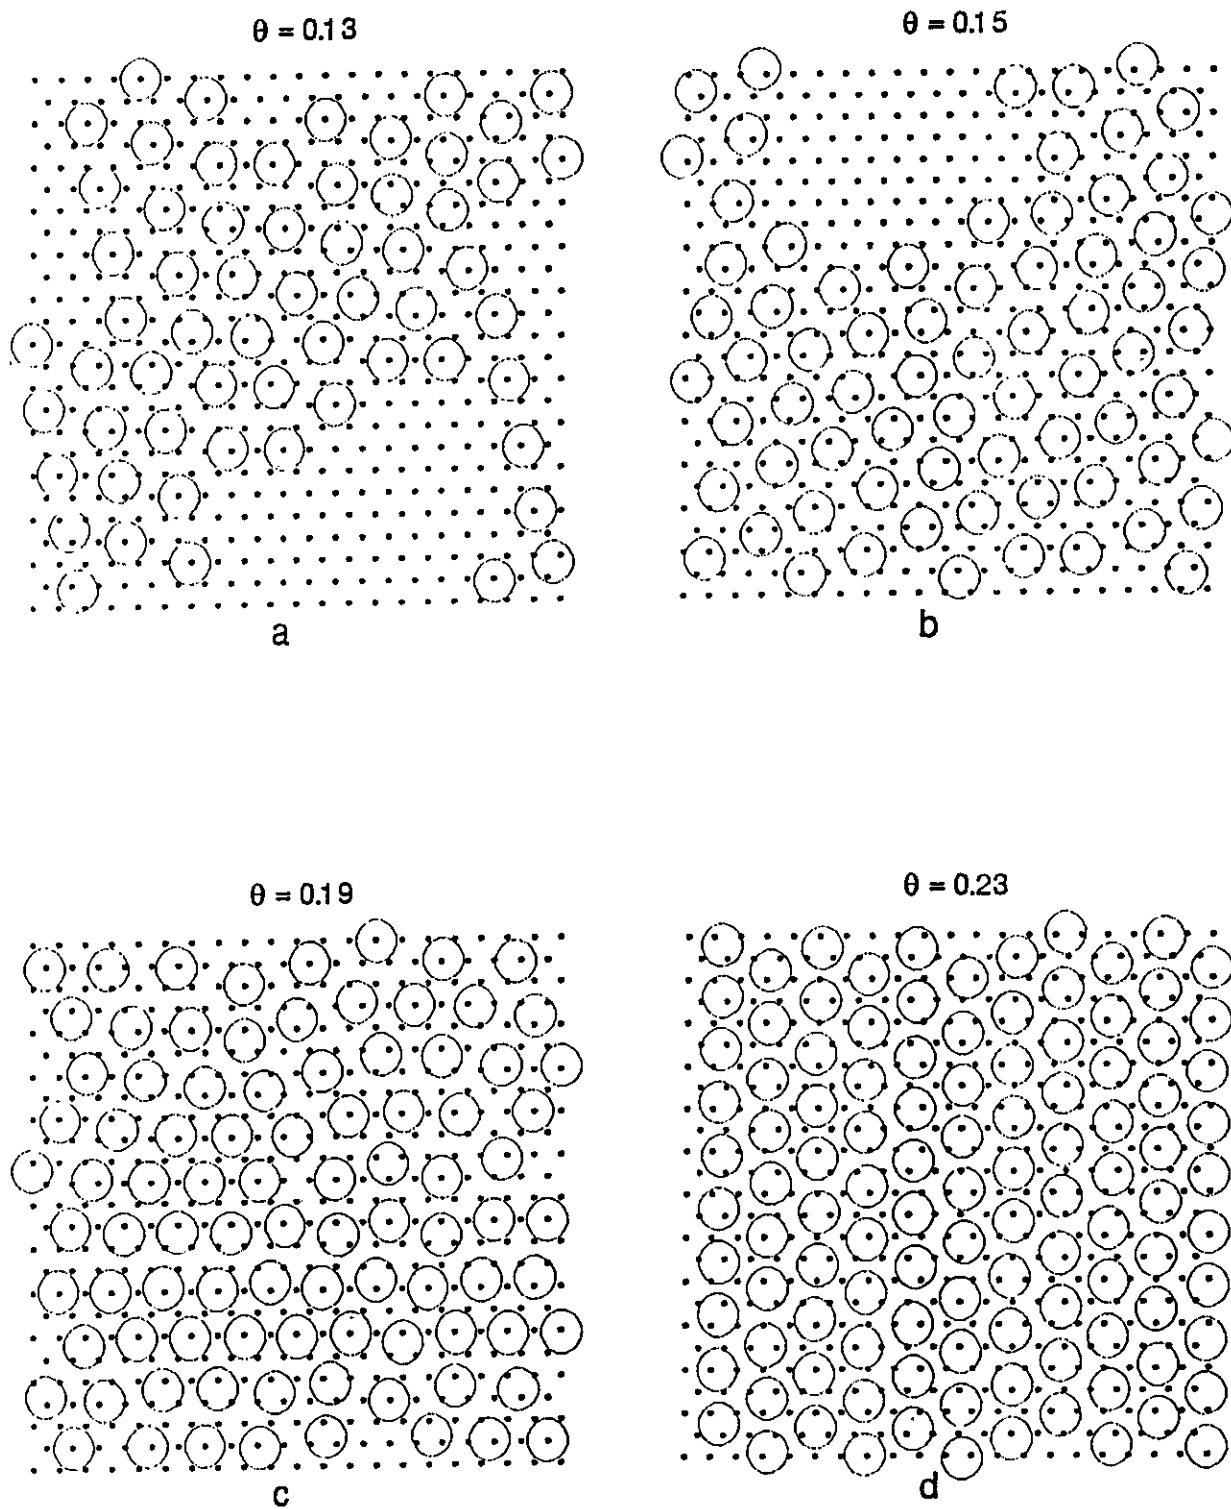 θ = 0.13
θ = 0.15
a
b
θ = 0.19
θ = 0.23
c
d